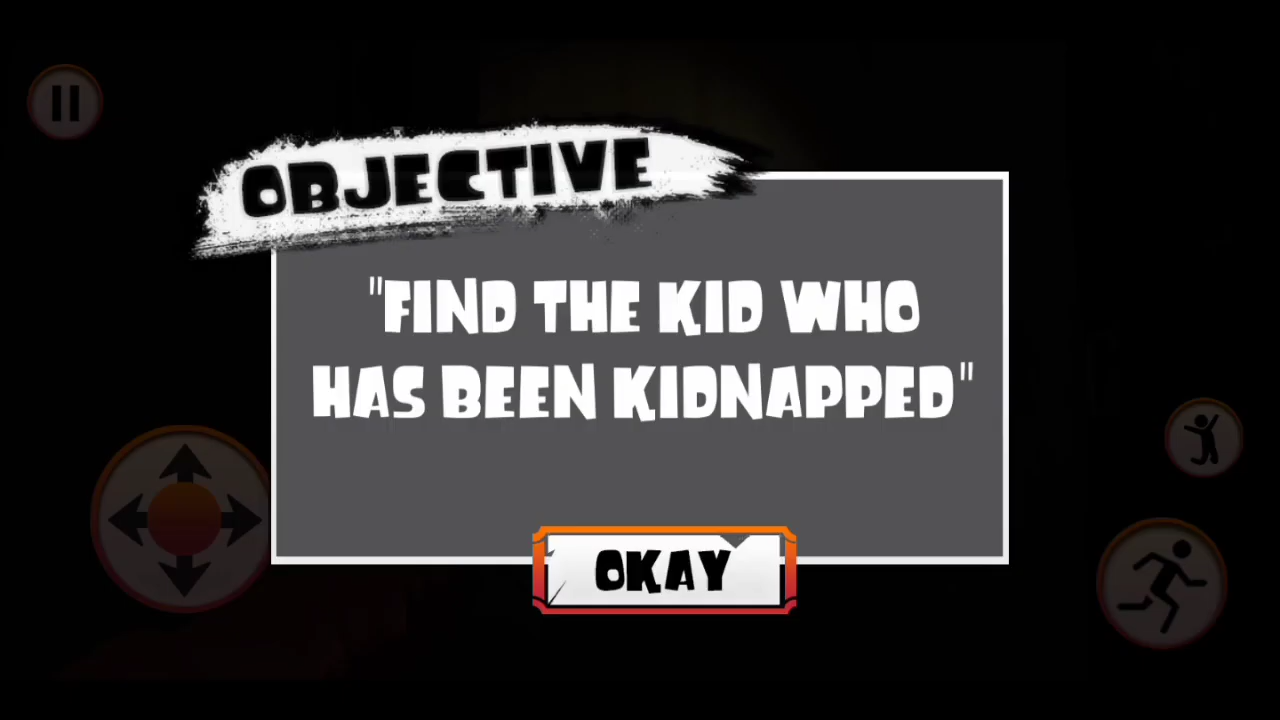 OBJECTIVE
"FIND THE KID WHO
HAS BEEN KIDNAPPED"
OKAY